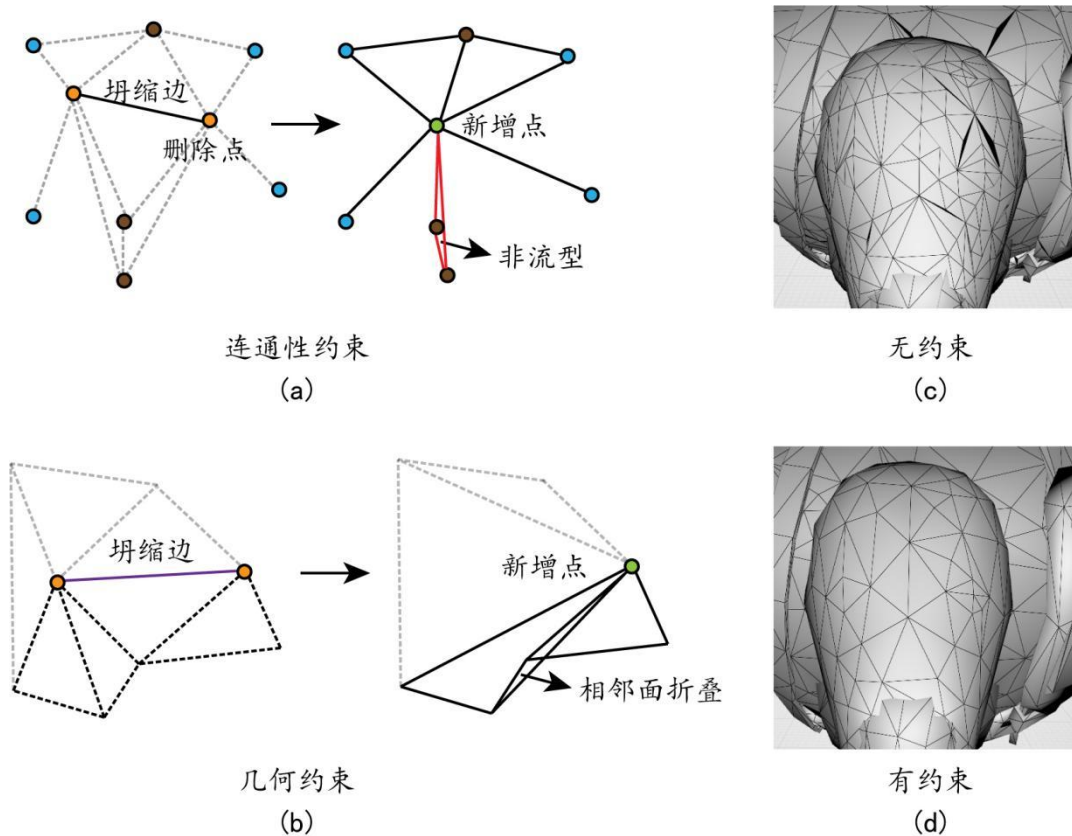 坍缩边
删除点
新增点
非流型
连通性约束
(a)
无约束
(c)
坍缩边
新增点
相邻面折叠
几何约束
(b)
有约束
(d)